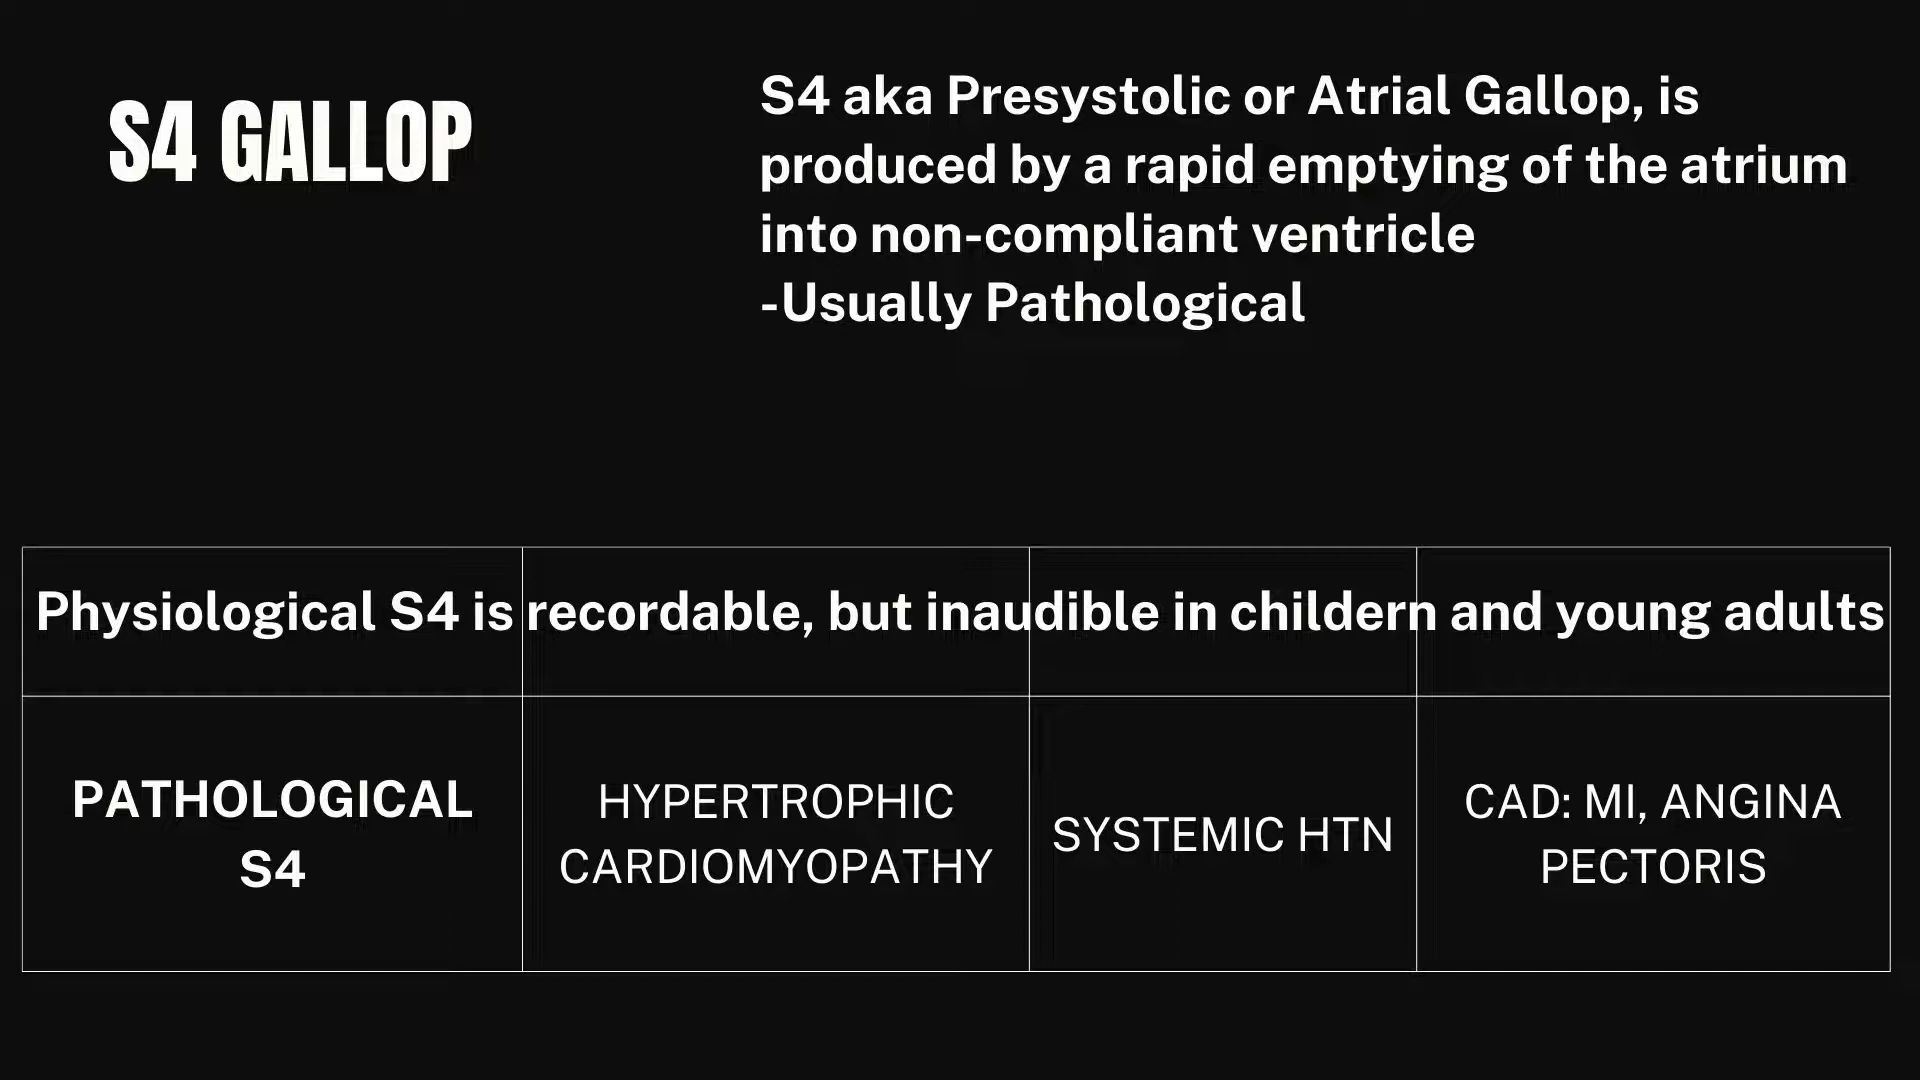 S4 GALLOP
S4 aka Presystolic or Atrial Gallop, is
produced by a rapid emptying of the atrium
into non-compliant ventricle
-Usually Pathological
Physiological S4 is recordable, but inaudible in childern and young adults
PATHOLOGICAL
S4
HYPERTROPHIC
CARDIOMYOPATHY
SYSTEMIC HTN
CAD: MI, ANGINA
PECTORIS